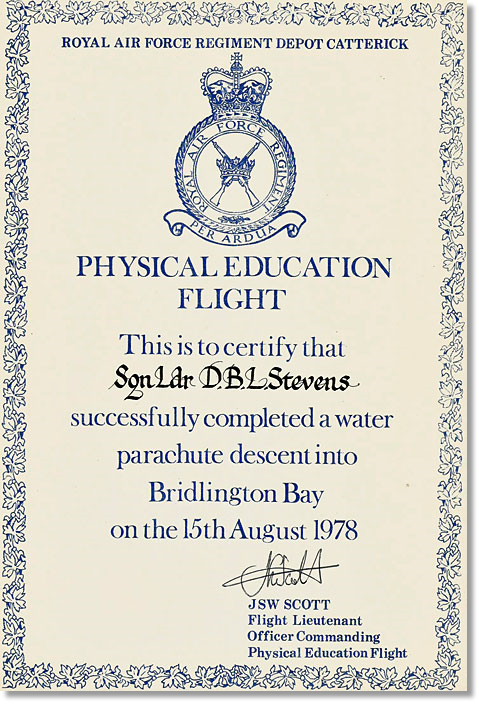 ROYAL AIR FORCE REGIMENT DEPOT CATTERICK
ROYAL AIR FORCE REGIMENT
PER ARDUA
PHYSICAL EDUCATION
FLIGHT
This is to certify that
Sqn Ldr D.B.L. Stevens
successfully completed a water
parachute descent into
Bridlington Bay
on the 15th August 1978
JSW SCOTT
Flight Lieutenant
Officer Commanding
Physical Education Flight